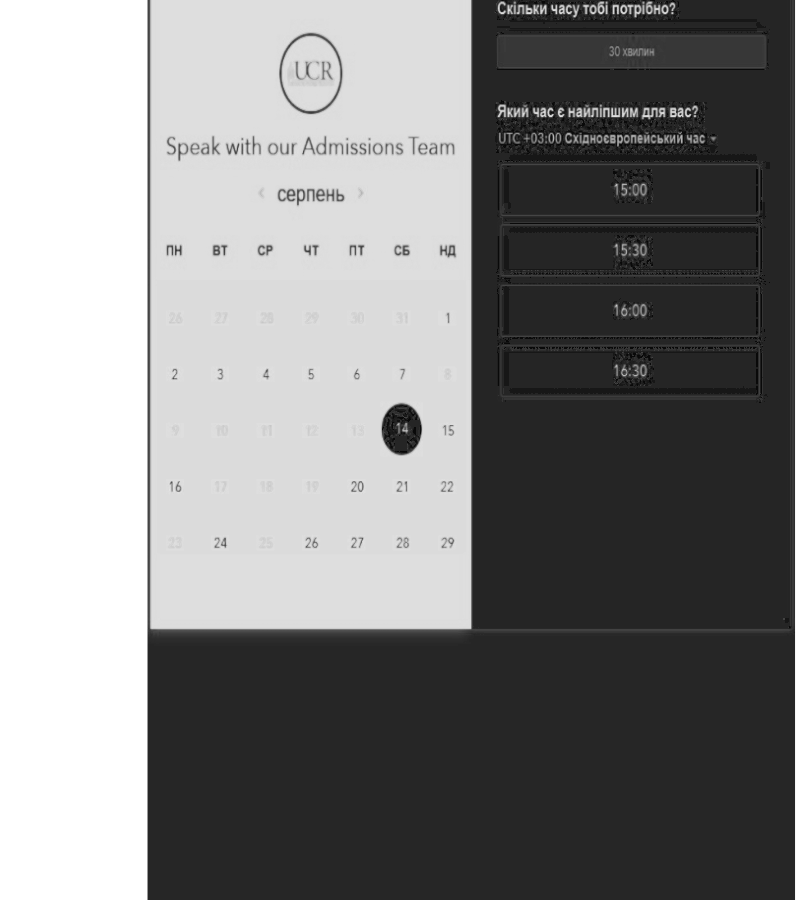 UCR
Speak with our Admissions Team
‹ серпень ›
ПН ВТ СР ЧТ ПТ СБ НД
26 27 28 29 30 31 1
2 3 4 5 6 7 8
9 10 11 12 13 14 15
16 17 18 19 20 21 22
23 24 25 26 27 28 29
Скільки часу тобі потрібно?
30 хвилин
Який час є найліпшим для вас?
UTC +03:00 Східноєвропейський час
15:00
15:30
16:00
16:30